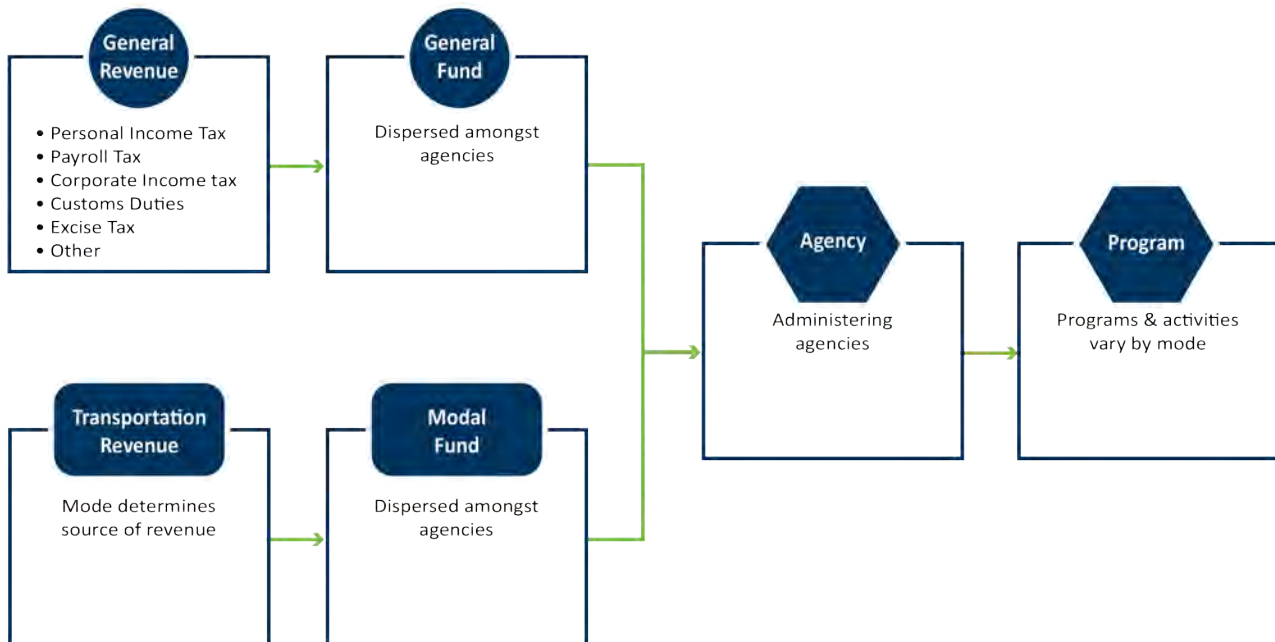 General
Revenue
• Personal Income Tax
• Payroll Tax
• Corporate Income tax
• Customs Duties
• Excise Tax
• Other
General
Fund
Dispersed amongst
agencies
Transportation
Revenue
Mode determines
source of revenue
Modal
Fund
Dispersed amongst
agencies
Agency
Administering
agencies
Program
Programs & activities
vary by mode